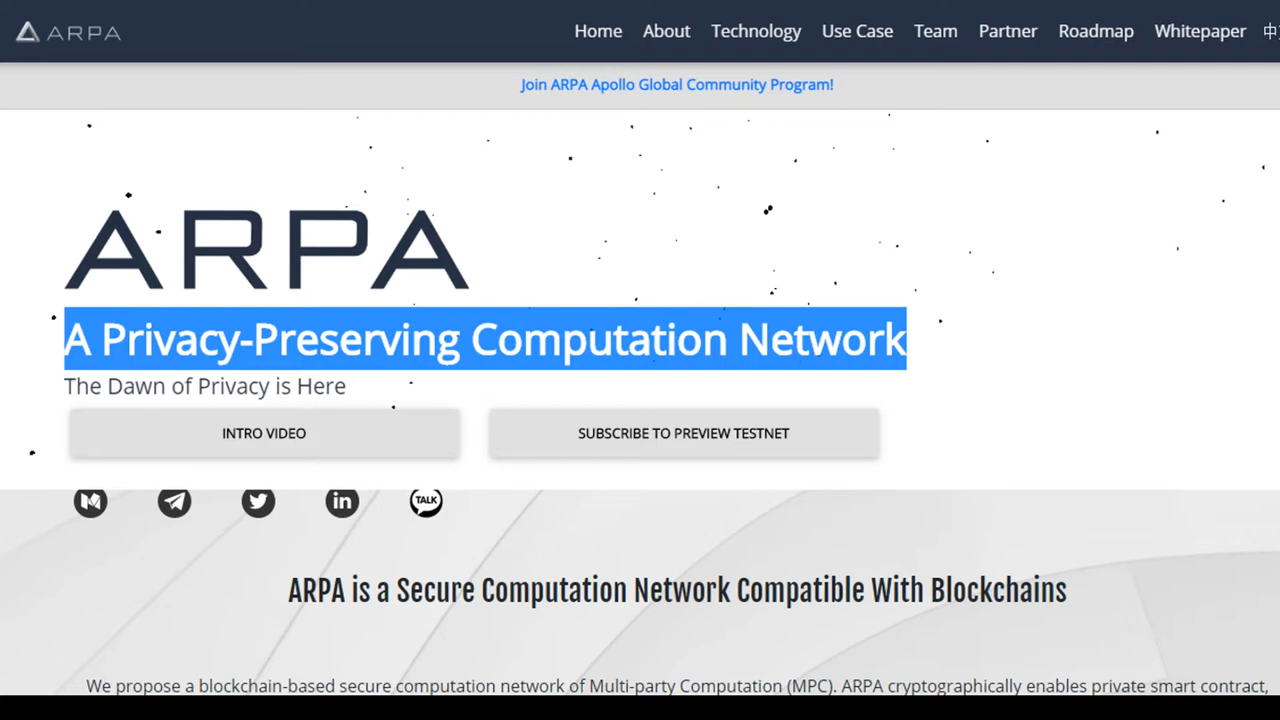 ARPA
Home About Technology Use Case Team Partner Roadmap Whitepaper 中
Join ARPA Apollo Global Community Program!
ARPA
A Privacy-Preserving Computation Network
The Dawn of Privacy is Here
INTRO VIDEO SUBSCRIBE TO PREVIEW TESTNET
in TALK
ARPA is a Secure Computation Network Compatible With Blockchains
We propose a blockchain-based secure computation network of Multi-party Computation (MPC). ARPA cryptographically enables private smart contract,